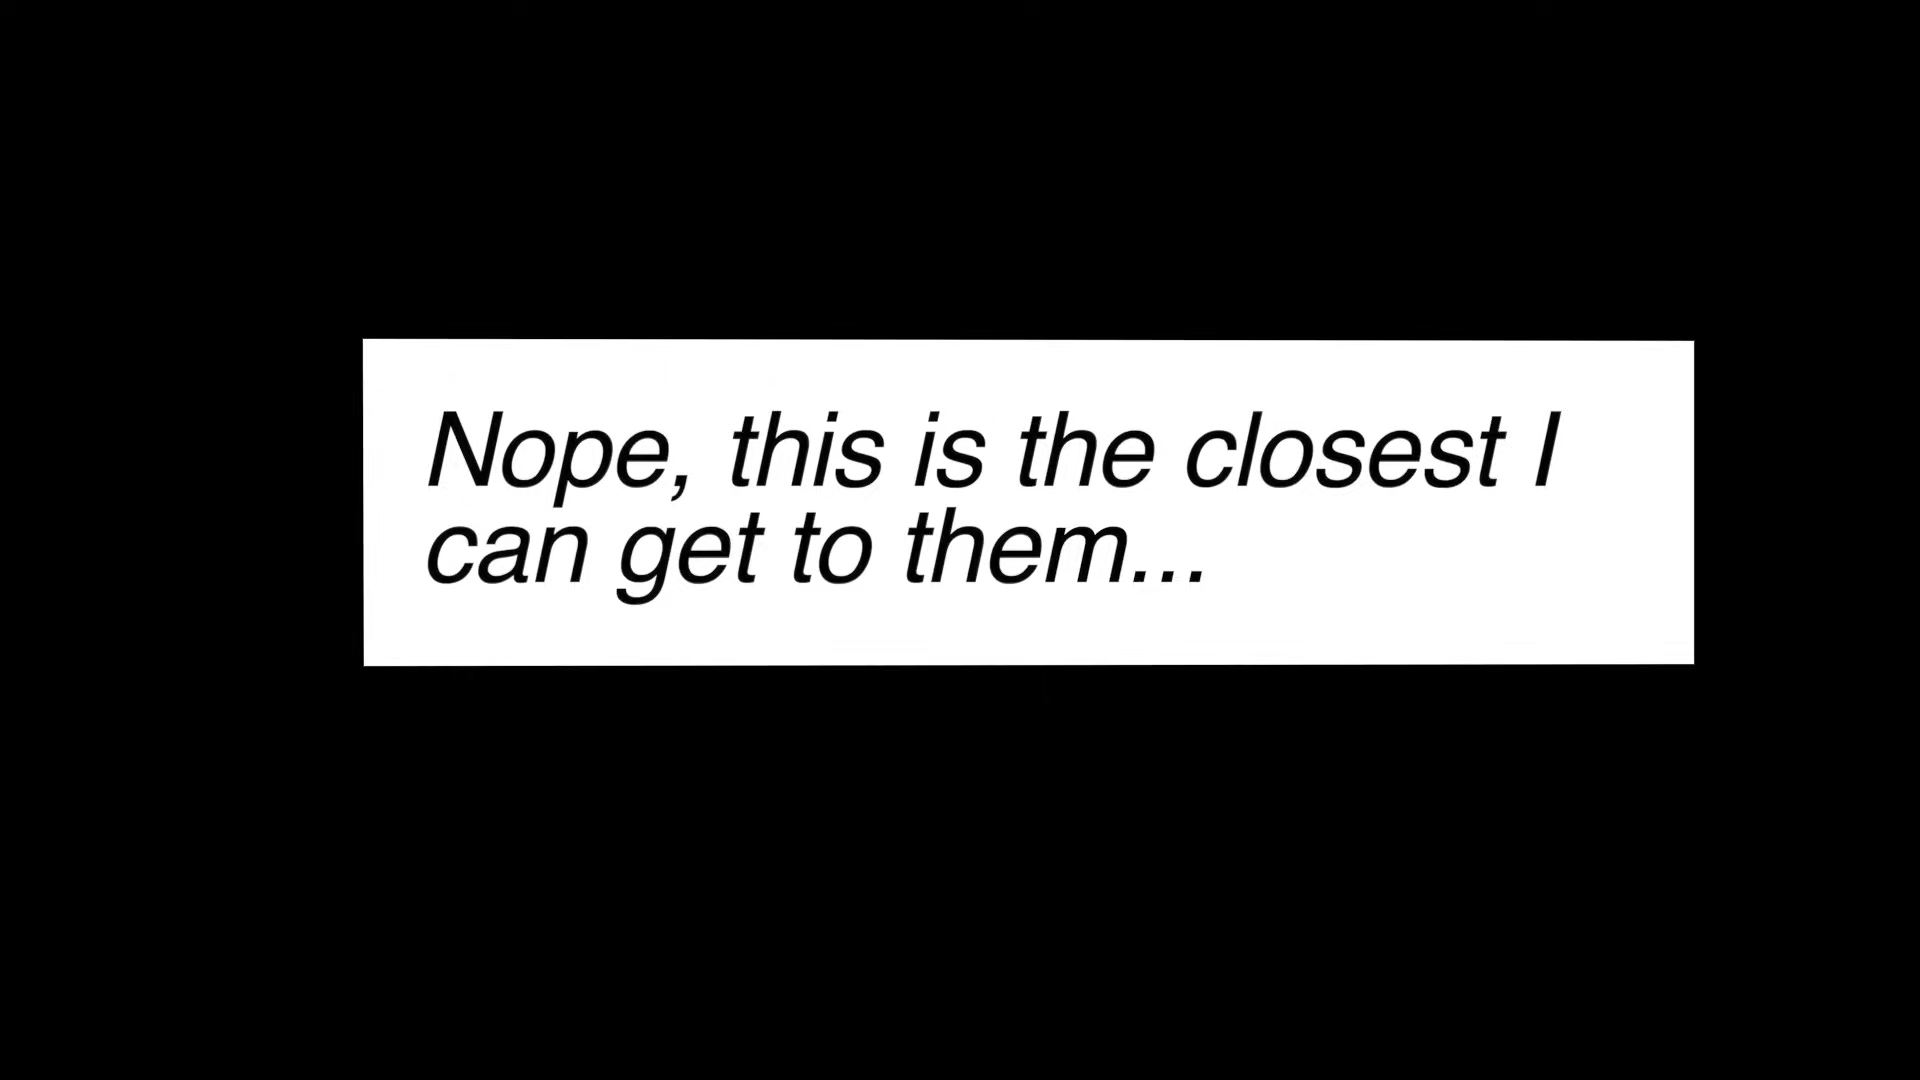 Nope, this is the closest I
can get to them...